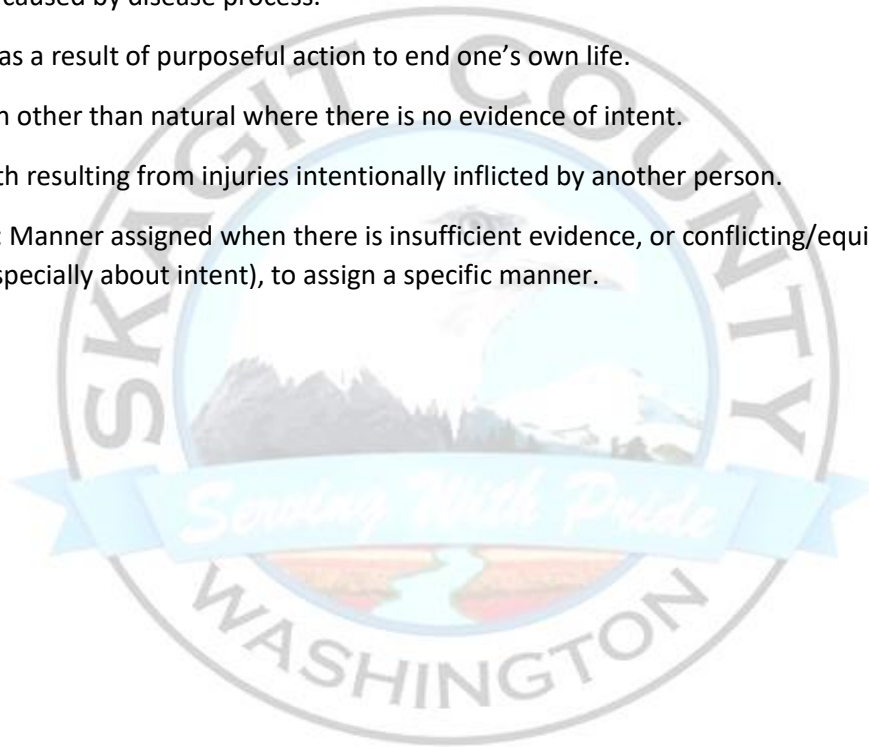 caused by disease process.
as a result of purposeful action to end one’s own life.
other than natural where there is no evidence of intent.
resulting from injuries intentionally inflicted by another person.
: Manner assigned when there is insufficient evidence, or conflicting/equi
specially about intent), to assign a specific manner.
SKAGIT COUNTY
Serving With Pride
WASHINGTON